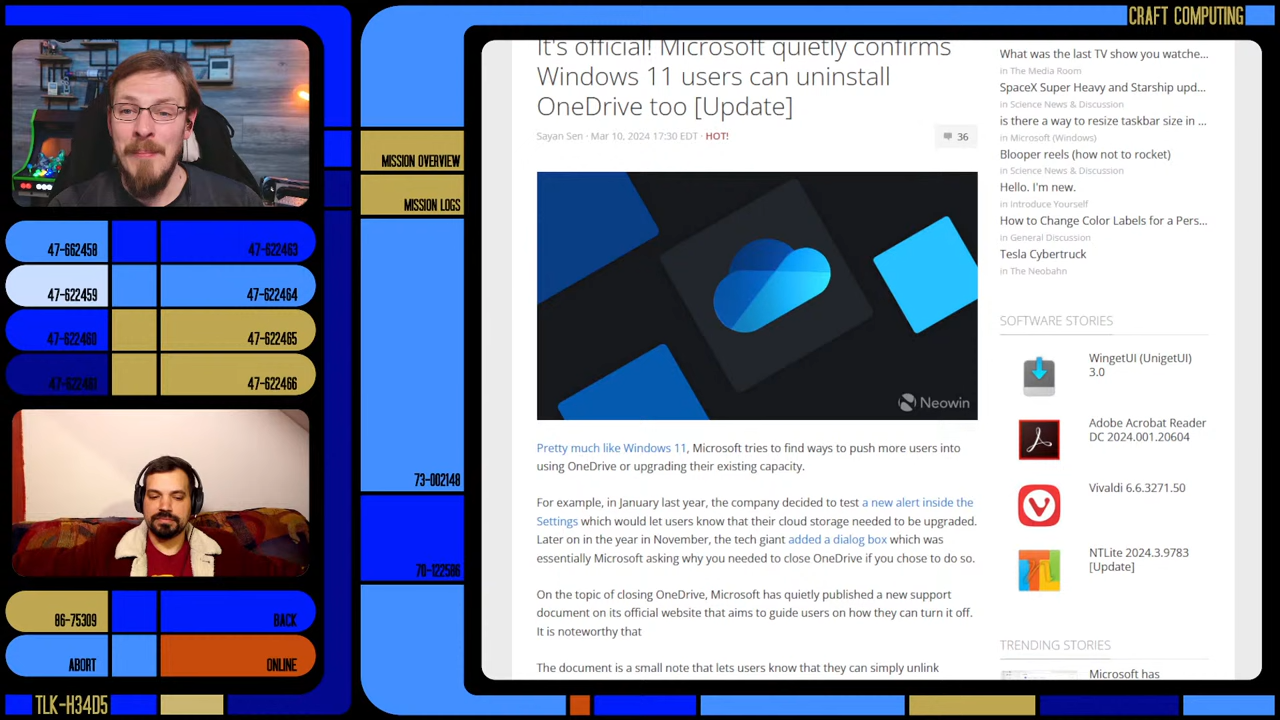 CRAFT COMPUTING
47-662458
47-622463
47-622459
47-622464
47-622460
47-622465
47-622461
47-622466
86-75309
BACK
ABORT
ONLINE
TLK-H34D5
MISSION OVERVIEW
MISSION LOGS
73-002148
70-122506
It's official! Microsoft quietly confirms
Windows 11 users can uninstall
OneDrive too [Update]
Sayan Sen · Mar 10, 2024 17:30 EDT · HOT!
36
Neowin
Pretty much like Windows 11, Microsoft tries to find ways to push more users into
using OneDrive or upgrading their existing capacity.
For example, in January last year, the company decided to test a new alert inside the
Settings which would let users know that their cloud storage needed to be upgraded.
Later on in the year in November, the tech giant added a dialog box which was
essentially Microsoft asking why you needed to close OneDrive if you chose to do so.
On the topic of closing OneDrive, Microsoft has quietly published a new support
document on its official website that aims to guide users on how they can turn it off.
It is noteworthy that
The document is a small note that lets users know that they can simply unlink
What was the last TV show you watche...
in The Media Room
SpaceX Super Heavy and Starship upd...
in Science News & Discussion
is there a way to resize taskbar size in ...
in Microsoft (Windows)
Blooper reels (how not to rocket)
in Science News & Discussion
Hello. I'm new.
in Introduce Yourself
How to Change Color Labels for a Pers...
in General Discussion
Tesla Cybertruck
in The Neobahn
SOFTWARE STORIES
WingetUI (UnigetUI)
3.0
Adobe Acrobat Reader
DC 2024.001.20604
Vivaldi 6.6.3271.50
NTLite 2024.3.9783
[Update]
TRENDING STORIES
Microsoft has